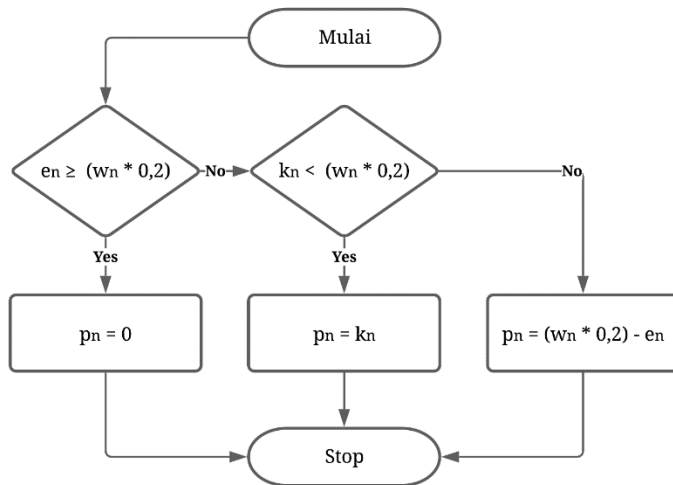 Mulai
en ≥ (wn * 0,2)
No
kn < (wn * 0,2)
No
Yes
Yes
pn = 0
pn = kn
pn = (wn * 0,2) - en
Stop